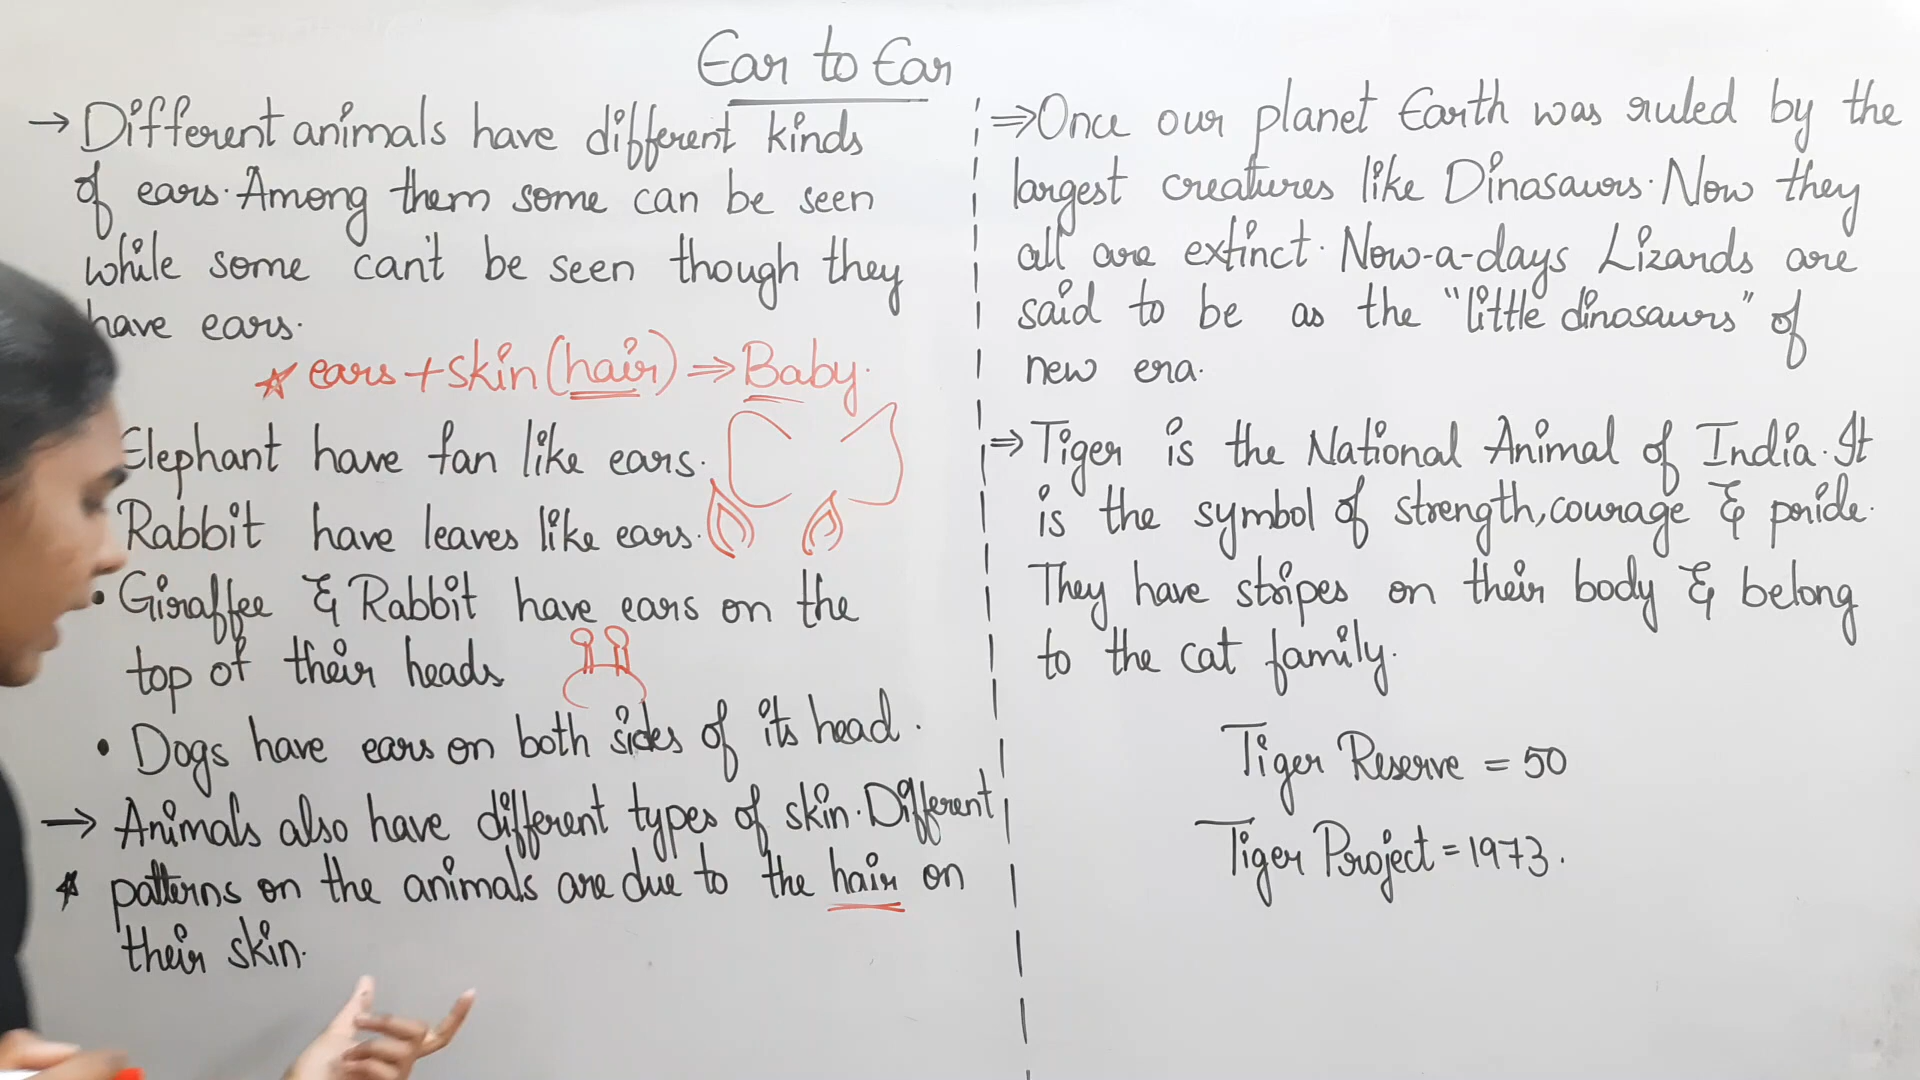 Ear to Ear
→ Different animals have different kinds
of ears. Among them some can be seen
while some can't be seen though they
have ears.
★ ears + skin (hair) ⇒ Baby.
Elephant have fan like ears.
Rabbit have leaves like ears.
• Giraffee & Rabbit have ears on the
top of their heads
• Dogs have ears on both sides of its head.
→ Animals also have different types of skin. Different
★ patterns on the animals are due to the hair on
their skin.
⇒ Once our planet Earth was ruled by the
largest creatures like Dinasaurs. Now they
all are extinct. Now-a-days Lizards are
said to be as the "little dinosaurs" of
new era.
⇒ Tiger is the National Animal of India. It
is the symbol of strength, courage & pride.
They have stripes on their body & belong
to the cat family.
Tiger Reserve = 50
Tiger Project = 1973.